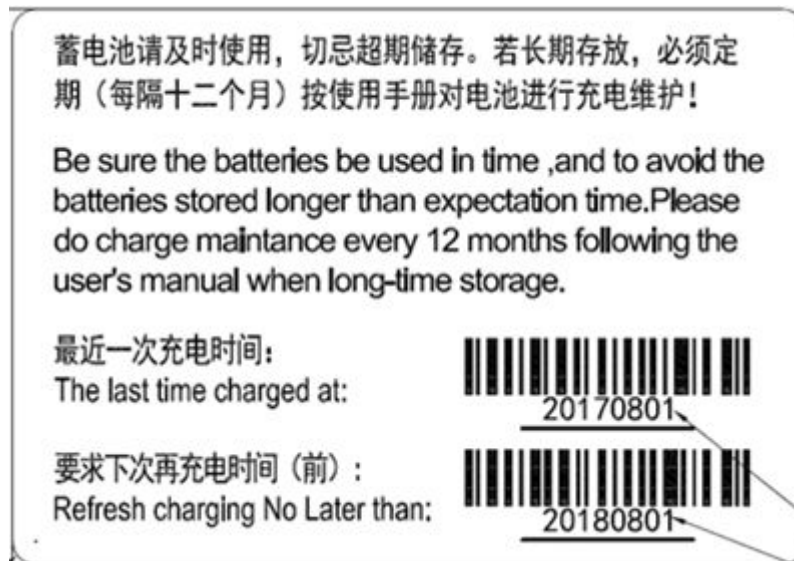 蓄电池请及时使用，切忌超期储存。若长期存放，必须定
期（每隔十二个月）按使用手册对电池进行充电维护！
Be sure the batteries be used in time ,and to avoid the
batteries stored longer than expectation time.Please
do charge maintance every 12 months following the
user's manual when long-time storage.
最近一次充电时间：
The last time charged at:
20170801
要求下次再充电时间（前）：
Refresh charging No Later than:
20180801